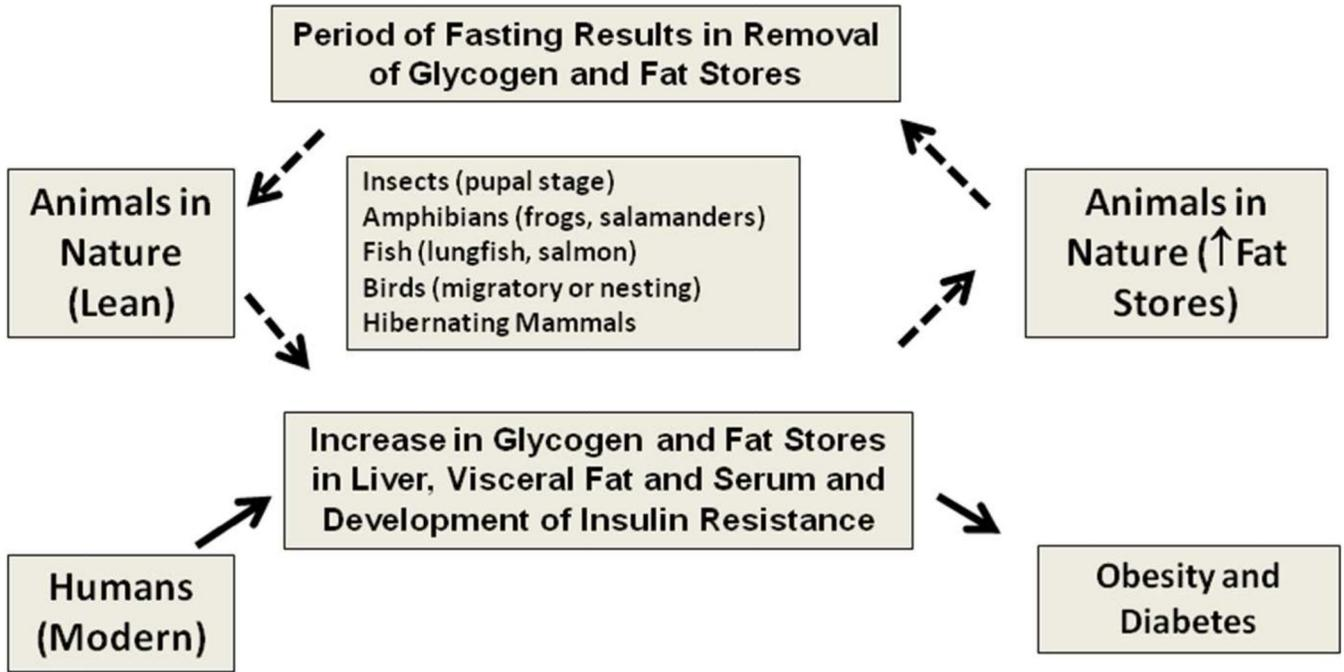 Period of Fasting Results in Removal
of Glycogen and Fat Stores
Animals in
Nature
(Lean)
Insects (pupal stage)
Amphibians (frogs, salamanders)
Fish (lungfish, salmon)
Birds (migratory or nesting)
Hibernating Mammals
Animals in
Nature (↑Fat
Stores)
Increase in Glycogen and Fat Stores
in Liver, Visceral Fat and Serum and
Development of Insulin Resistance
Humans
(Modern)
Obesity and
Diabetes